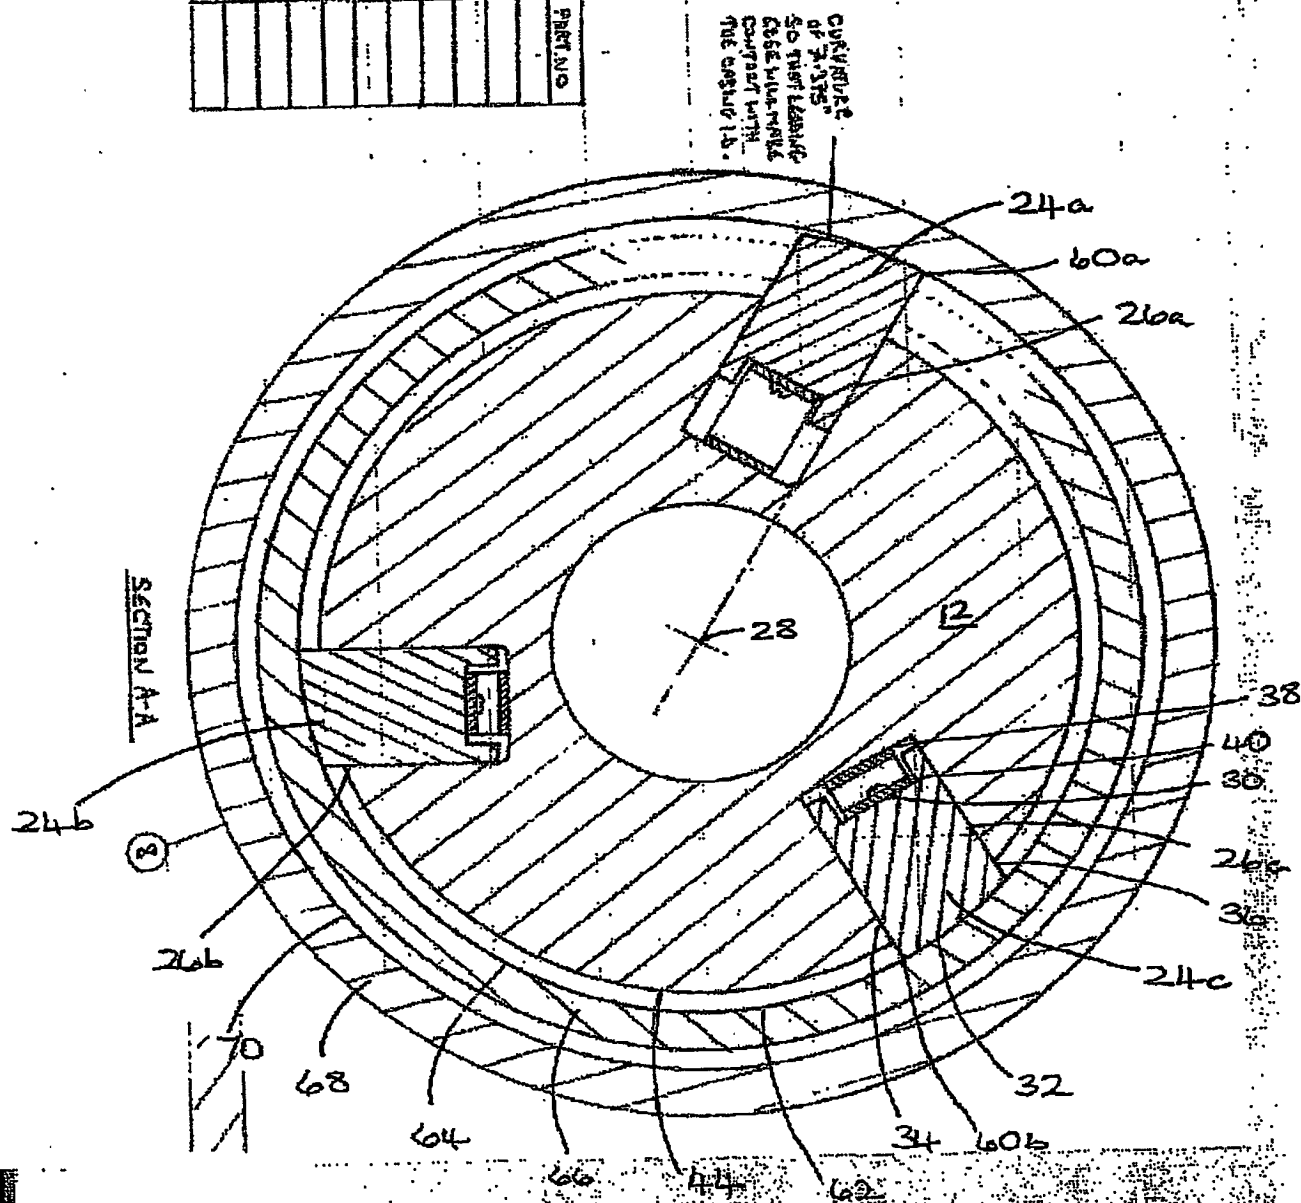 PART.NO
CURVATURE
OF 7.375"
SO THAT LEADING
EDGE WILL MAKE
CONTACT WITH
THE CASING I.D.
24a
60a
26a
28
12
SECTION A-A
38
40
30
24b
8
26b
36
24c
70
68
32
64
34
60b
66
44
62